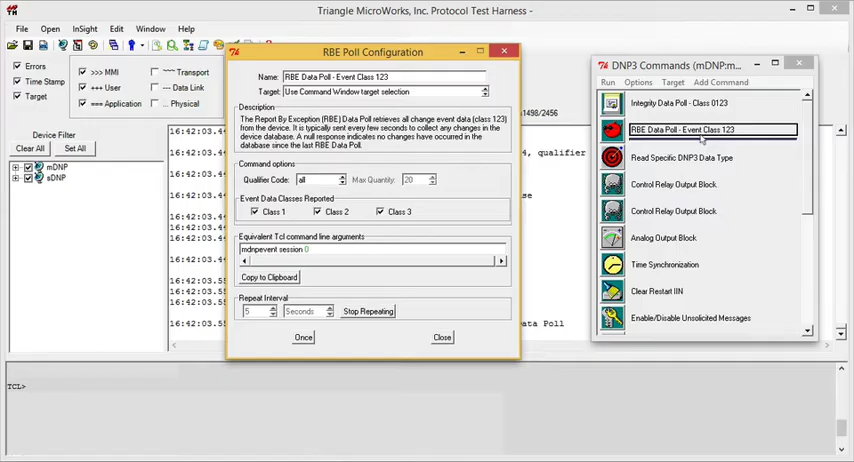 Triangle MicroWorks, Inc. Protocol Test Harness -
File Open InSight Edit Window Help
Errors
Time Stamp
Target
>>> MMI
+++ User
=== Application
~~~ Transport
--- Data Link
... Physical
Device Filter
Clear All Set All
mDNP
sDNP
16:42:03.4
16:42:03.4
16:42:03.4
16:42:03.4
16:42:03.4
16:42:03.5
16:42:03.5
16:42:03.55
RBE Poll Configuration
Name: RBE Data Poll - Event Class 123
Target: Use Command Window target selection
Description
The Report By Exception (RBE) Data Poll retrieves all change event data (class 123)
from the device. It is typically sent every few seconds to collect any changes in the
device database. A null response indicates no changes have occurred in the
database since the last RBE Data Poll.
Command options
Qualifier Code: all Max Quantity: 20
Event Data Classes Reported
Class 1 Class 2 Class 3
Equivalent Tcl command line arguments
mdnpevent session 0
Copy to Clipboard
Repeat Interval
5 Seconds Stop Repeating
Once Close
1498/2456
4, qualifier
ata Poll
DNP3 Commands (mDNP:m...
Run Options Target Add Command
Integrity Data Poll - Class 0123
RBE Data Poll - Event Class 123
Read Specific DNP3 Data Type
Control Relay Output Block
Control Relay Output Block
Analog Output Block
Time Synchronization
Clear Restart IIN
Enable/Disable Unsolicited Messages
TCL>